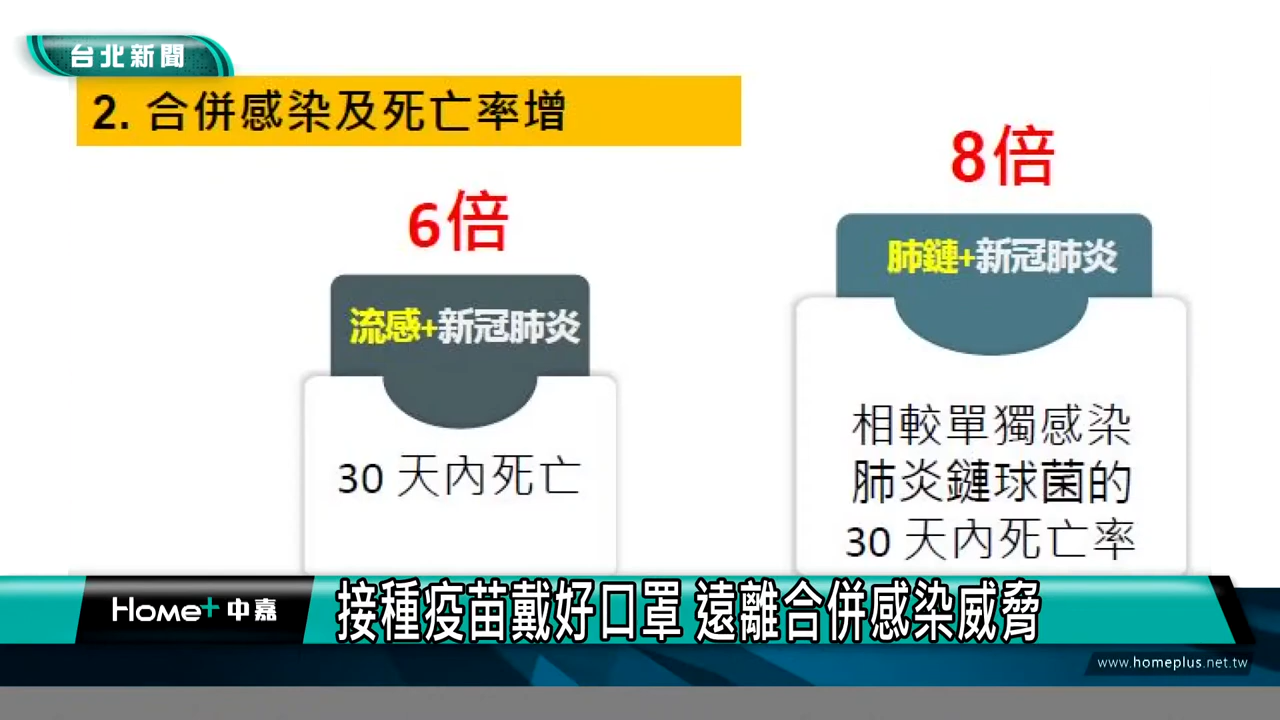 台北新聞
2. 合併感染及死亡率增
6倍
流感+新冠肺炎
30 天內死亡
8倍
肺鏈+新冠肺炎
相較單獨感染
肺炎鏈球菌的
30 天內死亡率
Home+中嘉
接種疫苗戴好口罩 遠離合併感染威脅
www.homeplus.net.tw